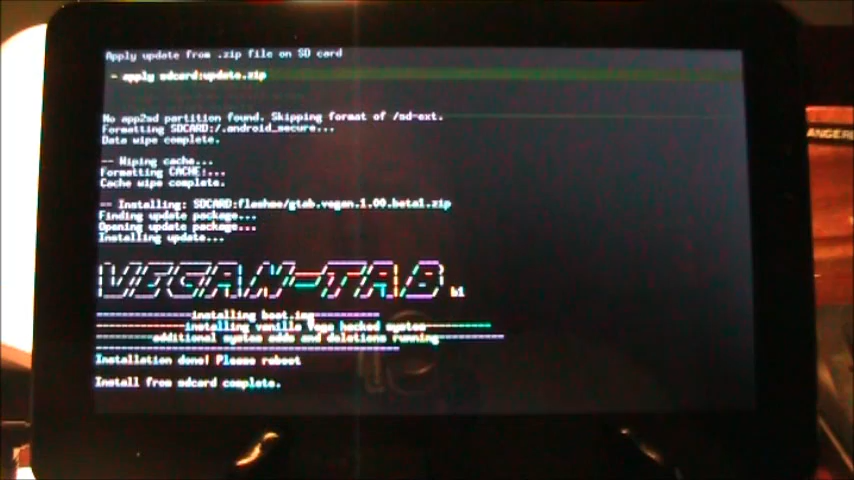 Apply update from .zip file on SD card
- apply sdcard:update.zip
No app2sd partition found. Skipping format of /sd-ext.
Formatting SDCARD:/.android_secure...
Data wipe complete.
-- Wiping cache...
Formatting CACHE:...
Cache wipe complete.
-- Installing: SDCARD:flashme/gtab.vegan.1.00.beta1.zip
Finding update package...
Opening update package...
Installing update...
VEGAN-TAB b1
installing boot.img
installing vanilla vega hacked system
additional system adds and deletions running
Installation done! Please reboot
Install from sdcard complete.